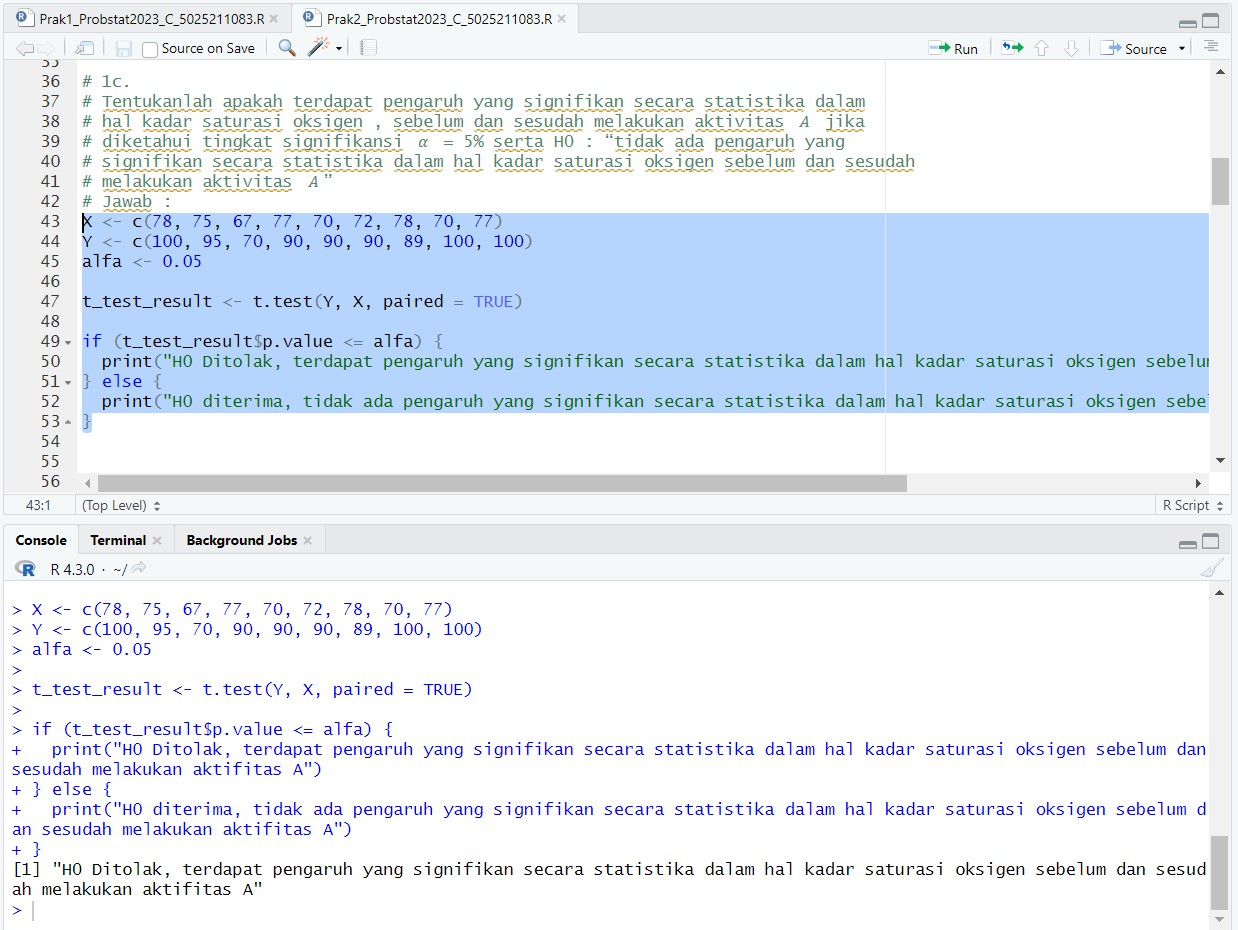 Prak1_Probstat2023_C_5025211083.R
Prak2_Probstat2023_C_5025211083.R
Source on Save
Run
Source
35
36 # 1c.
37 # Tentukanlah apakah terdapat pengaruh yang signifikan secara statistika dalam
38 # hal kadar saturasi oksigen , sebelum dan sesudah melakukan aktivitas 𝐴 jika
39 # diketahui tingkat signifikansi 𝛼 = 5% serta H0 : “tidak ada pengaruh yang
40 # signifikan secara statistika dalam hal kadar saturasi oksigen sebelum dan sesudah
41 # melakukan aktivitas 𝐴”
42 # Jawab :
43 X <- c(78, 75, 67, 77, 70, 72, 78, 70, 77)
44 Y <- c(100, 95, 70, 90, 90, 90, 89, 100, 100)
45 alfa <- 0.05
46
47 t_test_result <- t.test(Y, X, paired = TRUE)
48
49 if (t_test_result$p.value <= alfa) {
50 print("H0 Ditolak, terdapat pengaruh yang signifikan secara statistika dalam hal kadar saturasi oksigen sebelum
51 } else {
52 print("H0 diterima, tidak ada pengaruh yang signifikan secara statistika dalam hal kadar saturasi oksigen sebe
53 }
54
55
56
43:1 (Top Level) R Script
Console Terminal Background Jobs
R R 4.3.0 · ~/
> X <- c(78, 75, 67, 77, 70, 72, 78, 70, 77)
> Y <- c(100, 95, 70, 90, 90, 90, 89, 100, 100)
> alfa <- 0.05
>
> t_test_result <- t.test(Y, X, paired = TRUE)
>
> if (t_test_result$p.value <= alfa) {
+ print("H0 Ditolak, terdapat pengaruh yang signifikan secara statistika dalam hal kadar saturasi oksigen sebelum dan
sesudah melakukan aktifitas A")
+ } else {
+ print("H0 diterima, tidak ada pengaruh yang signifikan secara statistika dalam hal kadar saturasi oksigen sebelum d
an sesudah melakukan aktifitas A")
+ }
[1] "H0 Ditolak, terdapat pengaruh yang signifikan secara statistika dalam hal kadar saturasi oksigen sebelum dan sesud
ah melakukan aktifitas A"
>